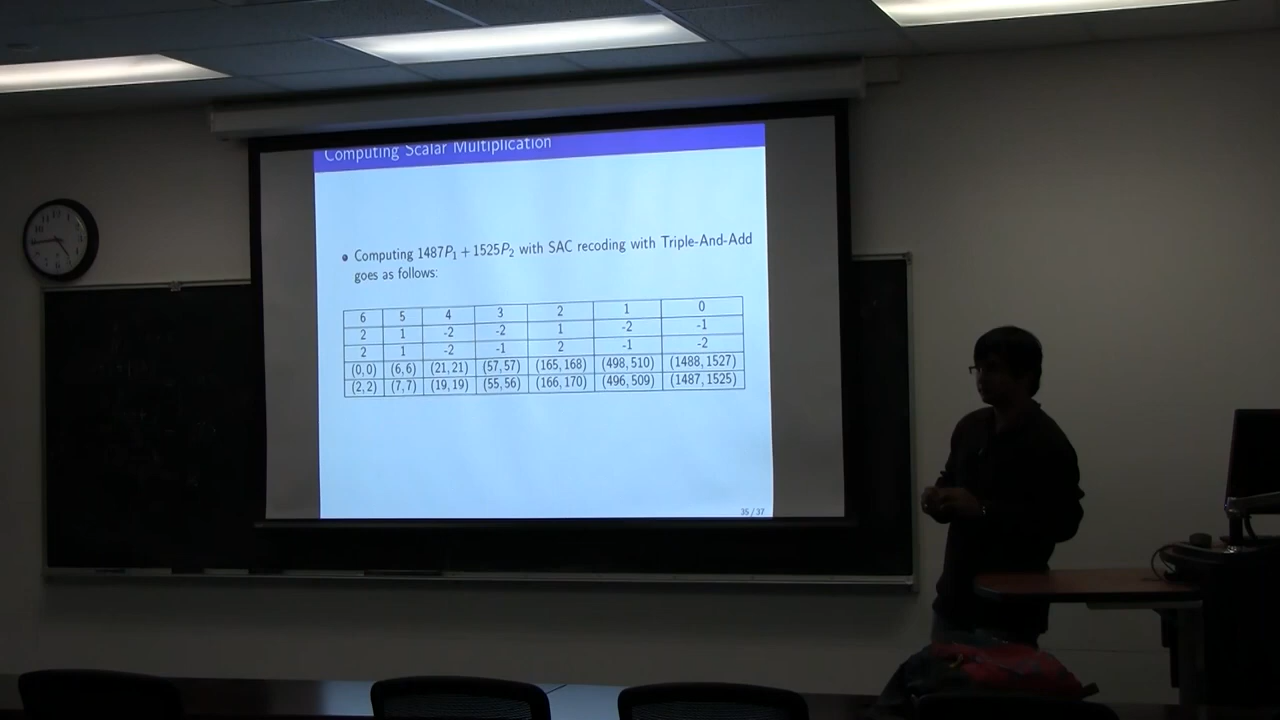 Computing Scalar Multiplication
• Computing 1487P₁ + 1525P₂ with SAC recoding with Triple-And-Add
goes as follows:
6 5 4 3 2 1 0
2 1 -2 -2 1 -2 -1
2 1 -2 -1 2 -1 -2
(0, 0) (6, 6) (21, 21) (57, 57) (165, 168) (498, 510) (1488, 1527)
(2, 2) (7, 7) (19, 19) (55, 56) (166, 170) (496, 509) (1487, 1525)
35 / 37